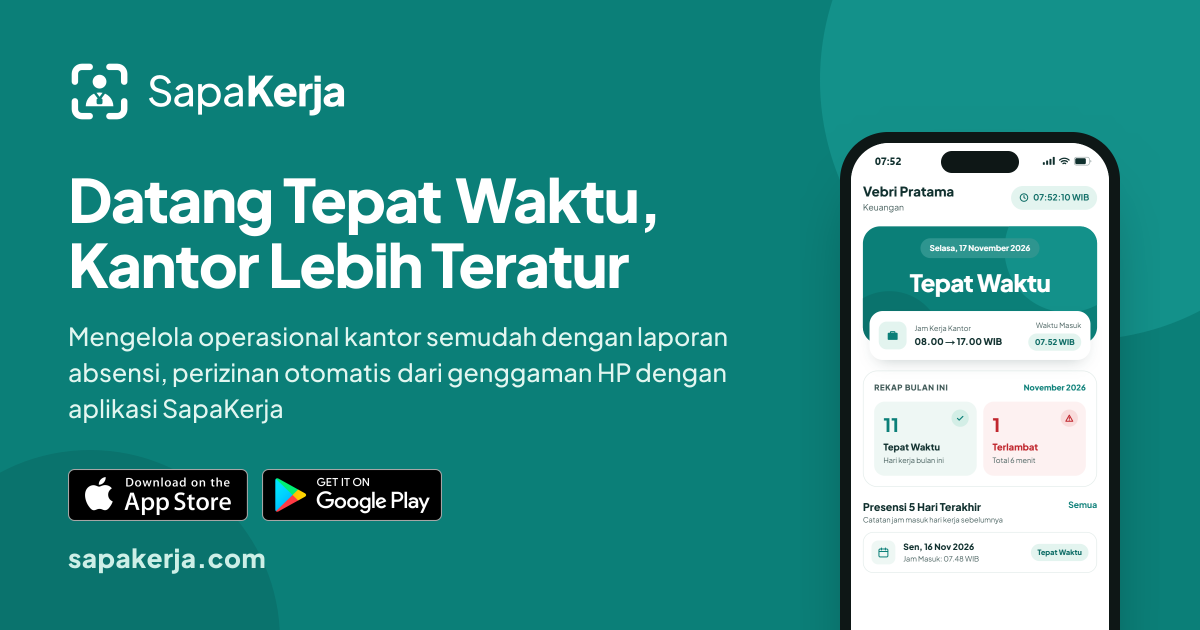 SapaKerja
Datang Tepat Waktu,
Kantor Lebih Teratur
Mengelola operasional kantor semudah dengan laporan
absensi, perizinan otomatis dari genggaman HP dengan
aplikasi SapaKerja
Download on the
App Store
GET IT ON
Google Play
sapakerja.com
07:52
Vebri Pratama
Keuangan
07:52:10 WIB
Selasa, 17 November 2026
Tepat Waktu
Jam Kerja Kantor
08.00 → 17.00 WIB
Waktu Masuk
07.52 WIB
REKAP BULAN INI
November 2026
11
Tepat Waktu
Hari kerja bulan ini
1
Terlambat
Total 6 menit
Presensi 5 Hari Terakhir
Semua
Catatan jam masuk hari kerja sebelumnya
Sen, 16 Nov 2026
Jam Masuk: 07.48 WIB
Tepat Waktu